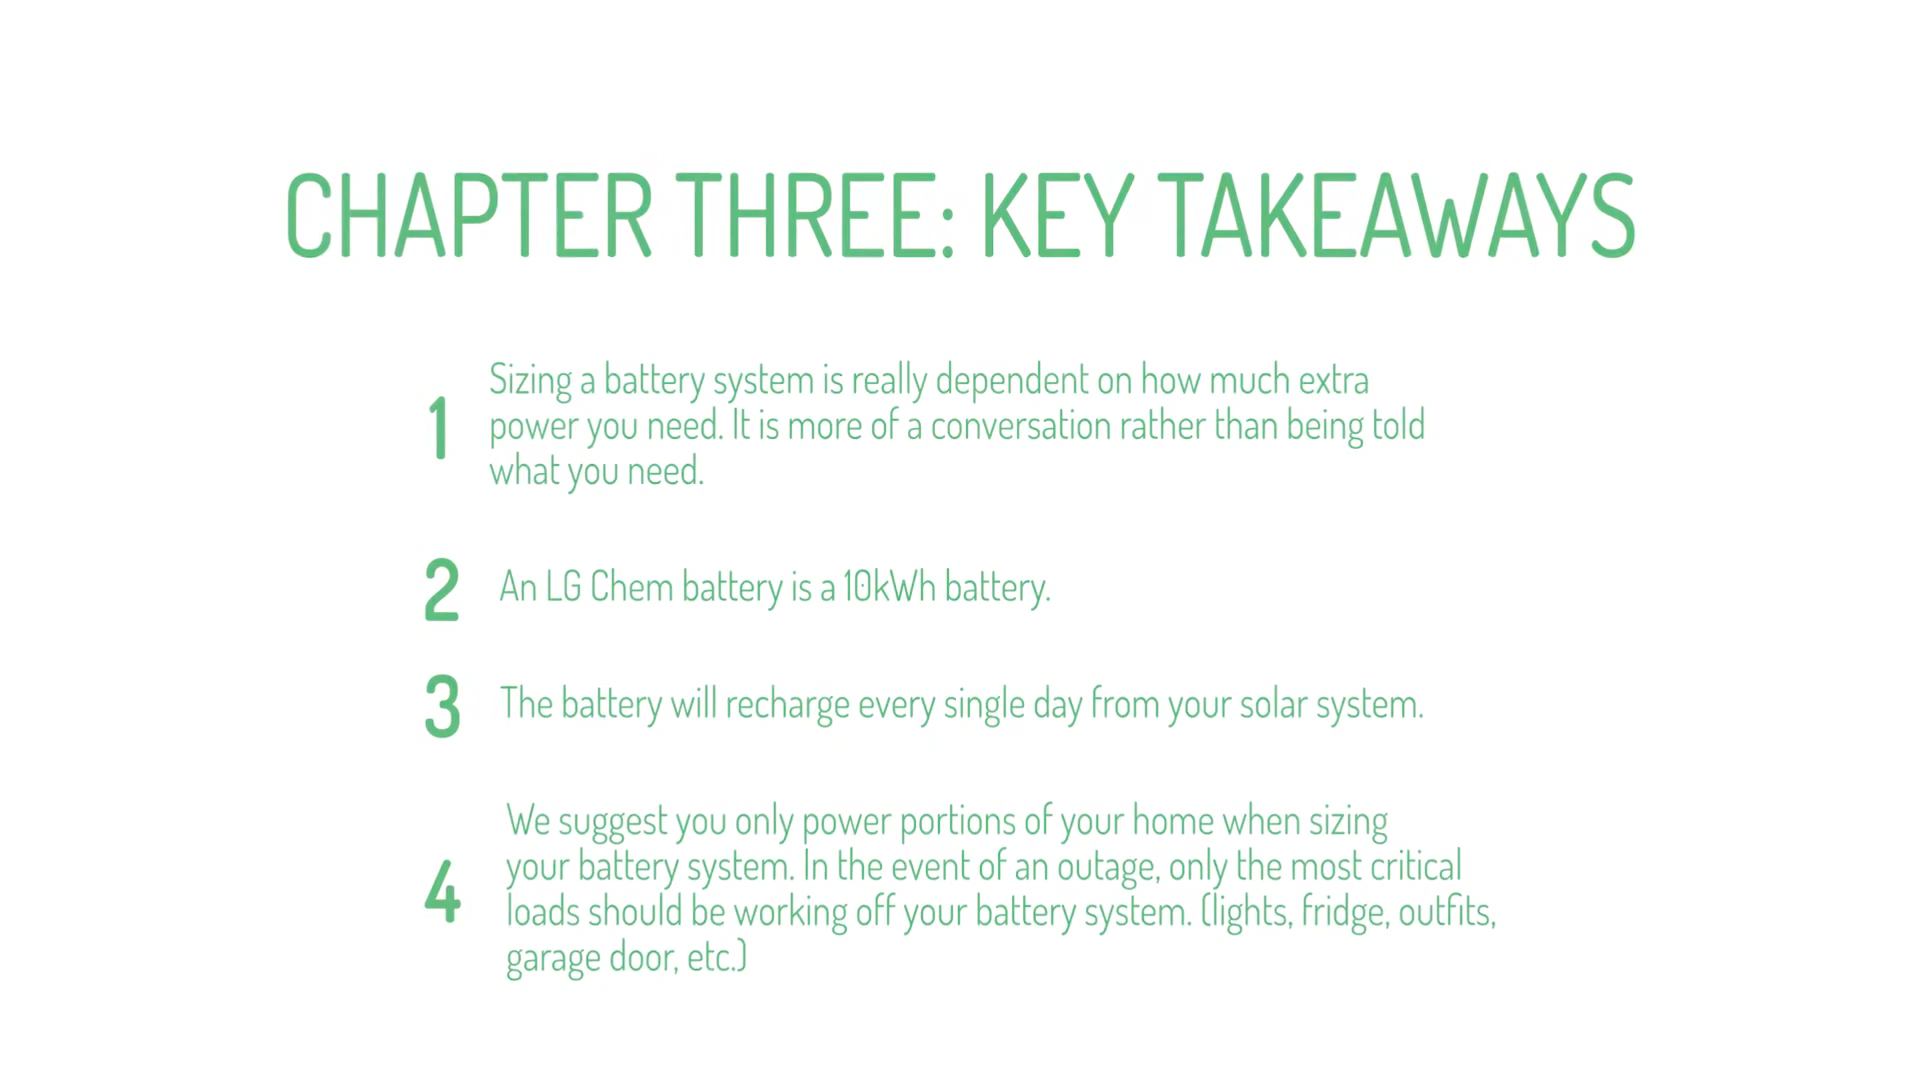 CHAPTER THREE: KEY TAKEAWAYS
1
Sizing a battery system is really dependent on how much extra
power you need. It is more of a conversation rather than being told
what you need.
2
An LG Chem battery is a 10kWh battery.
3
The battery will recharge every single day from your solar system.
4
We suggest you only power portions of your home when sizing
your battery system. In the event of an outage, only the most critical
loads should be working off your battery system. (lights, fridge, outfits,
garage door, etc.)